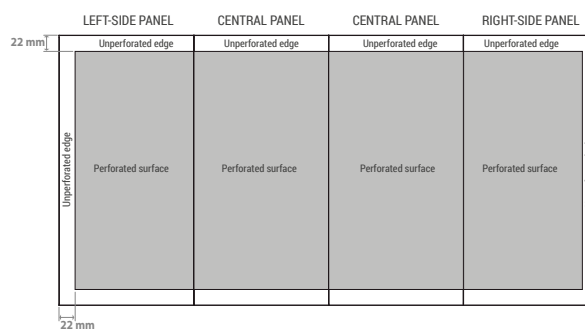 LEFT-SIDE PANEL CENTRAL PANEL CENTRAL PANEL RIGHT-SIDE PANEL
22 mm Unperforated edge Unperforated edge Unperforated edge Unperforated edge
Unperforated edge
Perforated surface Perforated surface Perforated surface Perforated surface
22 mm